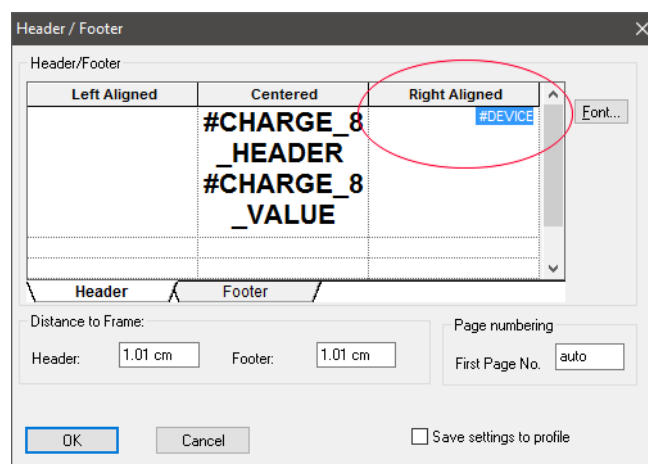 Header / Footer
Header/Footer
Left Aligned Centered Right Aligned
#CHARGE_8
_HEADER
#CHARGE_8
_VALUE
#DEVICE
Font...
Header Footer
Distance to Frame:
Header: 1.01 cm Footer: 1.01 cm
Page numbering
First Page No. auto
OK Cancel
Save settings to profile